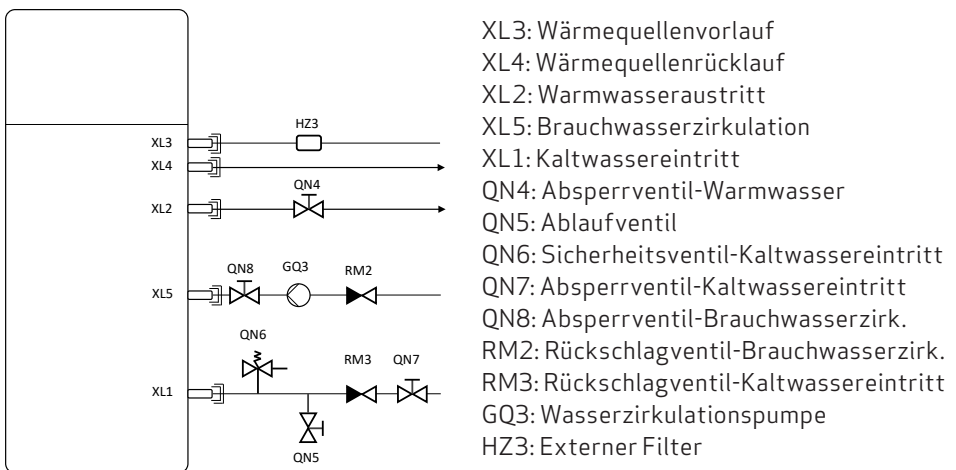 XL3
HZ3
XL4
XL2
QN4
XL5
QN8
GQ3
RM2
QN6
XL1
RM3
QN7
QN5
XL3: Wärmequellenvorlauf
XL4: Wärmequellenrücklauf
XL2: Warmwasseraustritt
XL5: Brauchwasserzirkulation
XL1: Kaltwassereintritt
QN4: Absperrventil-Warmwasser
QN5: Ablaufventil
QN6: Sicherheitsventil-Kaltwassereintritt
QN7: Absperrventil-Kaltwassereintritt
QN8: Absperrventil-Brauchwasserzirk.
RM2: Rückschlagventil-Brauchwasserzirk.
RM3: Rückschlagventil-Kaltwassereintritt
GQ3: Wasserzirkulationspumpe
HZ3: Externer Filter